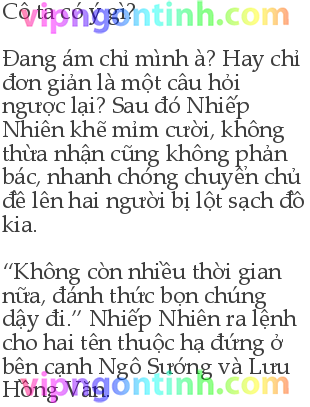 Cô ta có ý gì?
vipngontinh.com
Đang ám chỉ mình à? Hay chỉ
đơn giản là một câu hỏi
ngược lại? Sau đó Nhiếp
Nhiên khẽ mỉm cười, không
thừa nhận cũng không phản
bác, nhanh chóng chuyển chủ
đề lên hai người bị lột sạch đồ
kia.
“Không còn nhiều thời gian
nữa, đánh thức bọn chúng
dậy đi.” Nhiếp Nhiên ra lệnh
cho hai tên thuộc hạ đứng ở
bên cạnh Ngô Sướng và Lưu
Hồng Văn.
vipngontinh.com